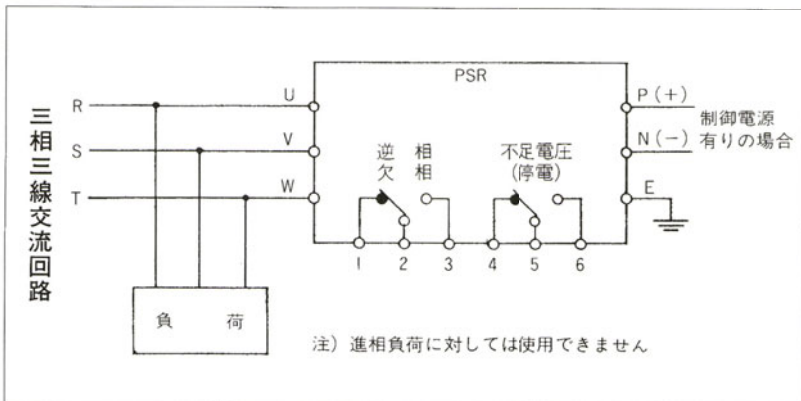 三相三線交流回路
PSR
R
U
P(+)
制御電源
有りの場合
S
V
N(−)
逆相
欠相
不足電圧
(停電)
T
W
E
1 2 3 4 5 6
負荷
注) 進相負荷に対しては使用できません